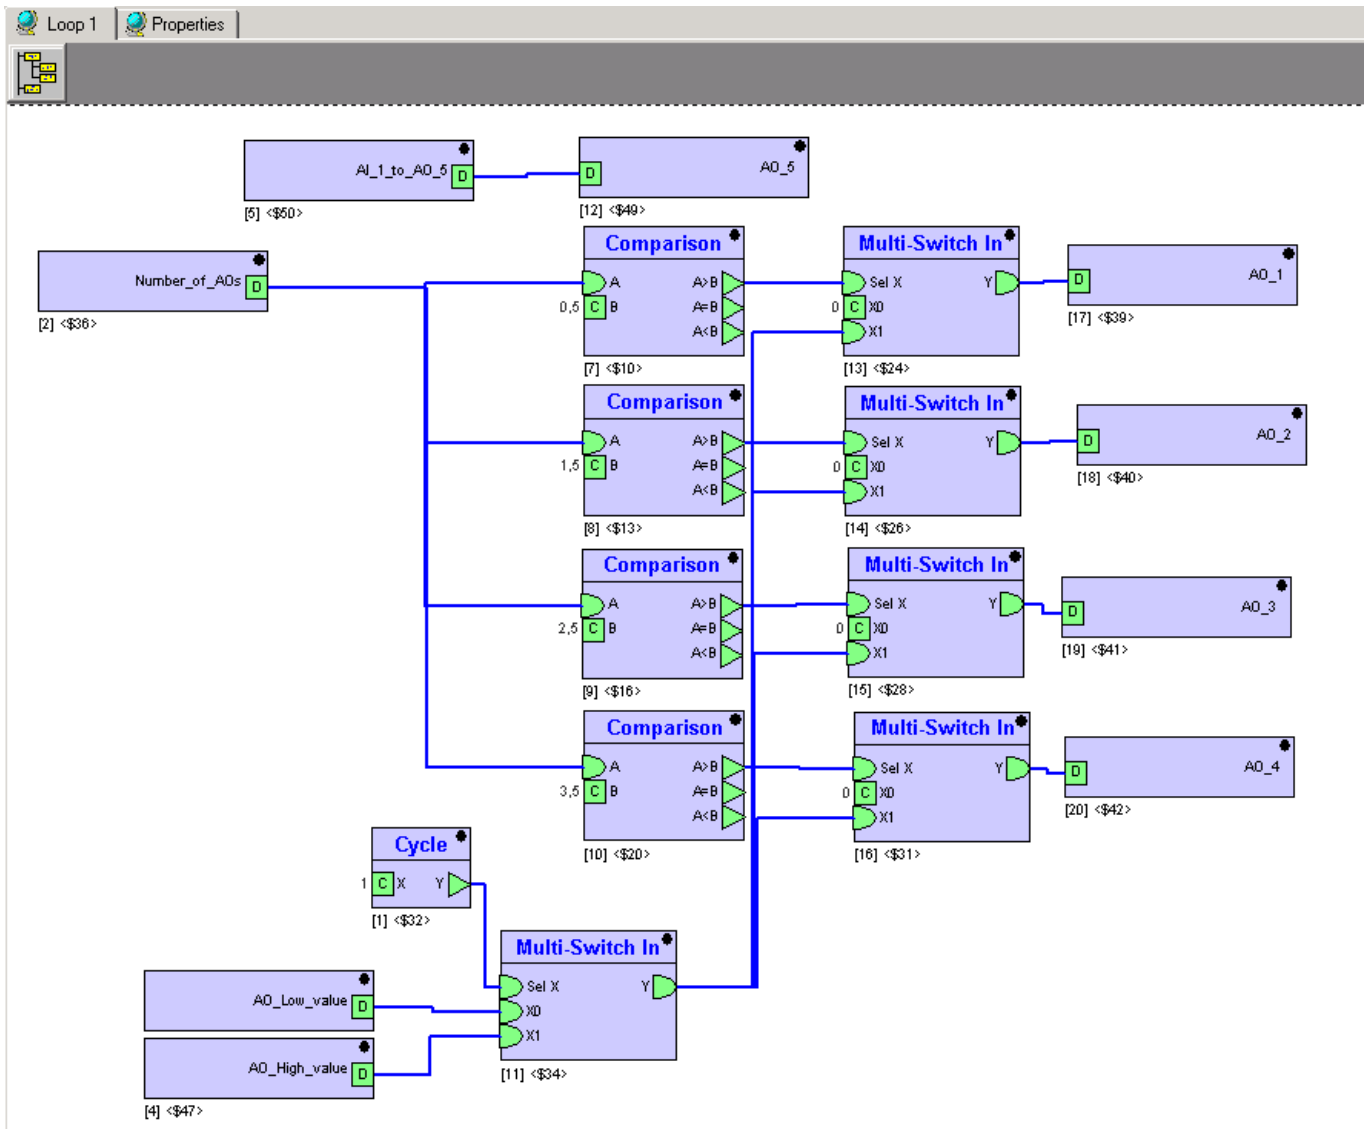 Loop 1 Properties
AI_1_to_AO_5 D
[5] <$50>
D AO_5
[12] <$49>
Number_of_AOs D
[2] <$36>
Comparison
A A>B
0,5 C B A=B
A<B
[7] <$10>
Multi-Switch In
Sel X Y
0 C X0
X1
[13] <$24>
D AO_1
[17] <$39>
Comparison
A A>B
1,5 C B A=B
A<B
[8] <$13>
Multi-Switch In
Sel X Y
0 C X0
X1
[14] <$26>
D AO_2
[18] <$40>
Comparison
A A>B
2,5 C B A=B
A<B
[9] <$16>
Multi-Switch In
Sel X Y
0 C X0
X1
[15] <$28>
D AO_3
[19] <$41>
Comparison
A A>B
3,5 C B A=B
A<B
[10] <$20>
Multi-Switch In
Sel X Y
0 C X0
X1
[16] <$31>
D AO_4
[20] <$42>
Cycle
1 C X Y
[1] <$32>
Multi-Switch In
Sel X Y
X0
X1
[11] <$34>
AO_Low_value D
AO_High_value D
[4] <$47>